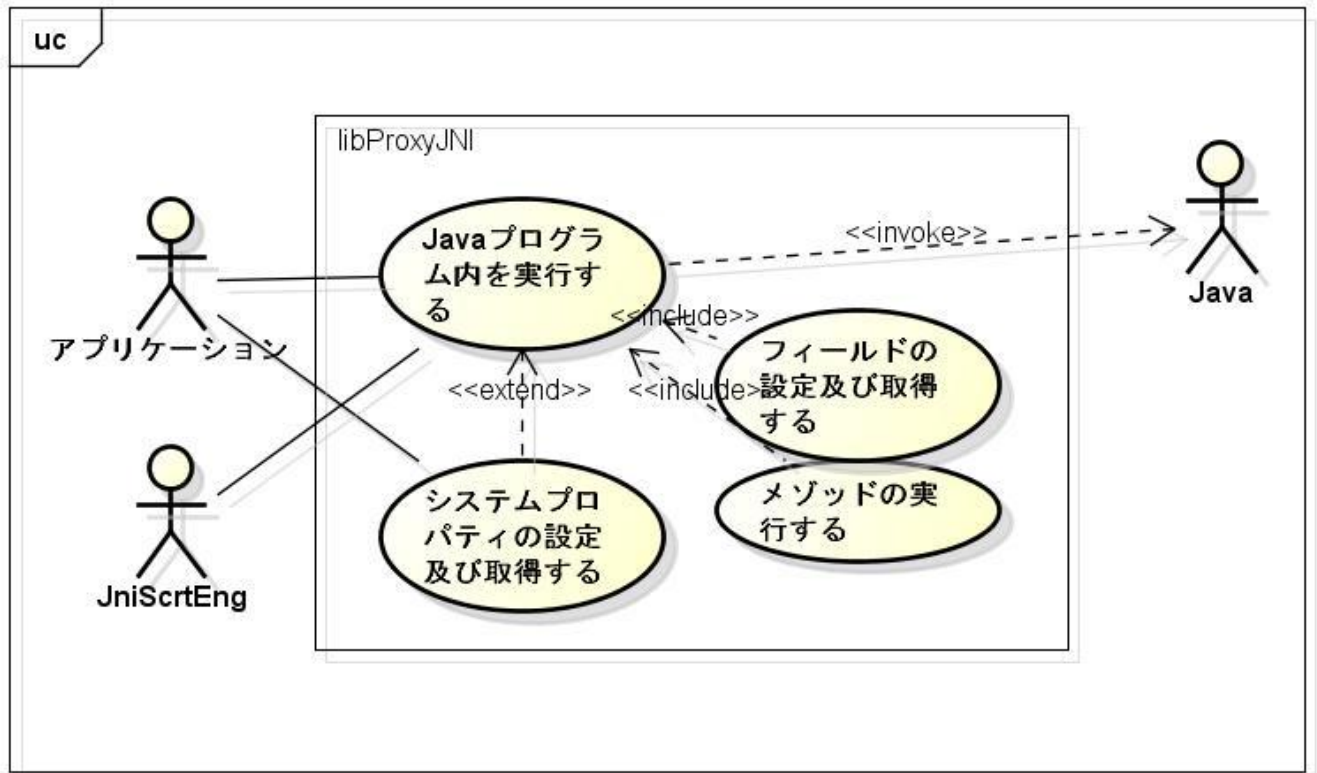 uc
libProxyJNI
Javaプログラ
ム内を実行す
る
<<invoke>>
Java
アプリケーション
<<include>>
フィールドの
設定及び取得
する
<<extend>>
<<include>>
システムプロ
パティの設定
及び取得する
メゾッドの実
行する
JniScrtEng